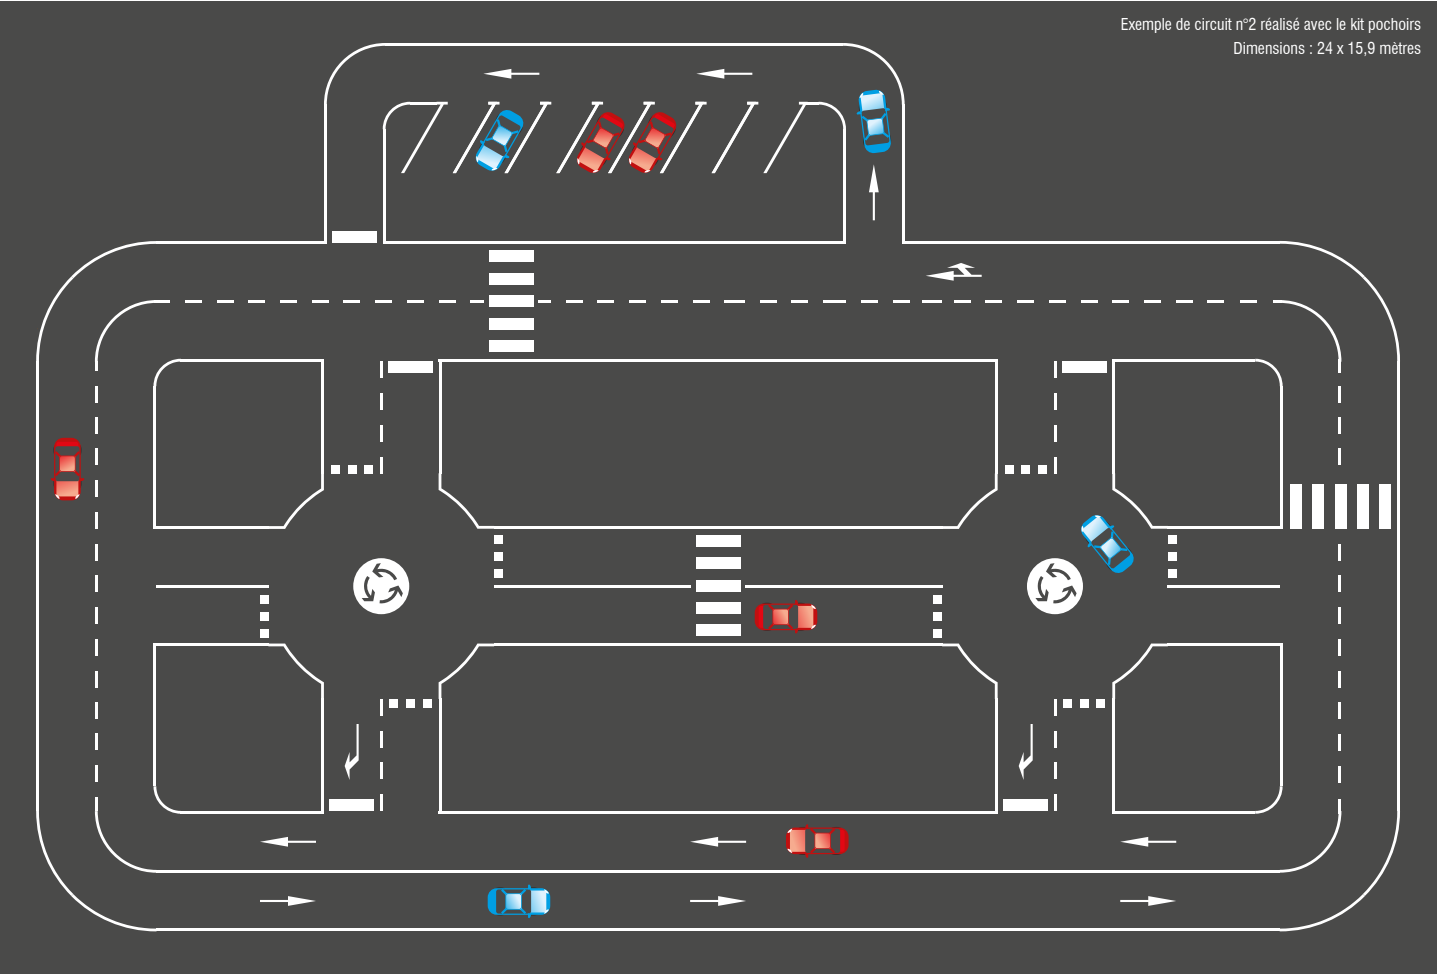 Exemple de circuit n°2 réalisé avec le kit pochoirs
Dimensions : 24 x 15,9 mètres